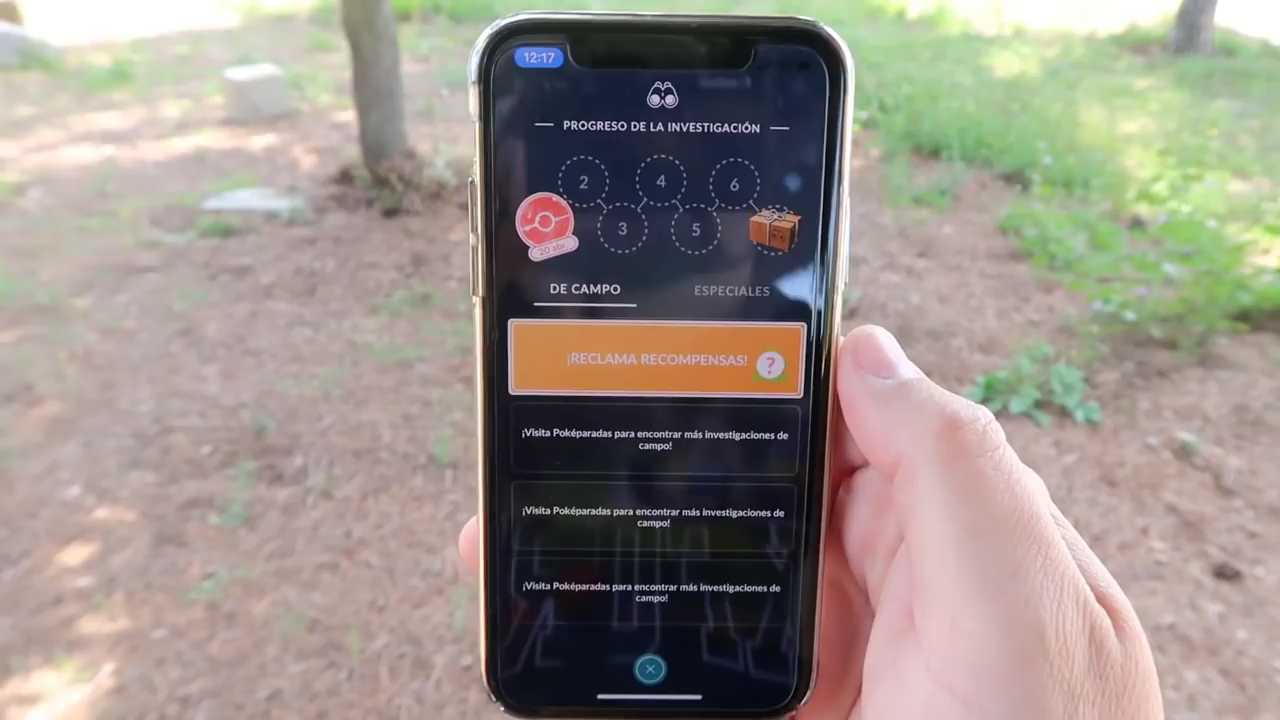 12:17
PROGRESO DE LA INVESTIGACIÓN
2
4
6
3
5
20 abr.
DE CAMPO
ESPECIALES
¡RECLAMA RECOMPENSAS!
?
¡Visita Poképaradas para encontrar más investigaciones de
campo!
¡Visita Poképaradas para encontrar más investigaciones de
campo!
¡Visita Poképaradas para encontrar más investigaciones de
campo!